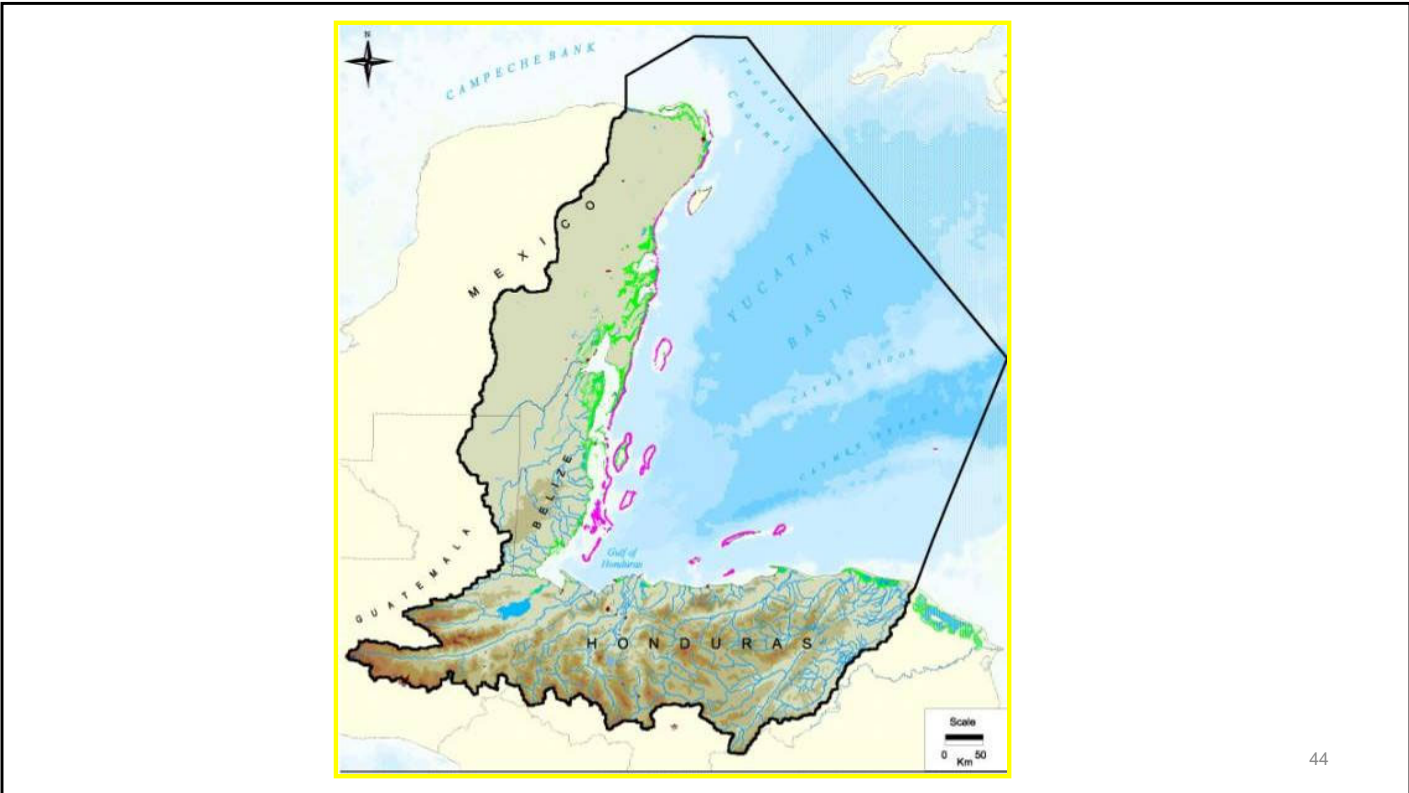 N
CAMPECHE BANK
Yucatan
Channel
MEXICO
YUCATAN
BASIN
CAYMAN RIDGE
CAYMAN
BELIZE
GUATEMALA
Gulf of
Honduras
HONDURAS
Scale
0 50
Km
44